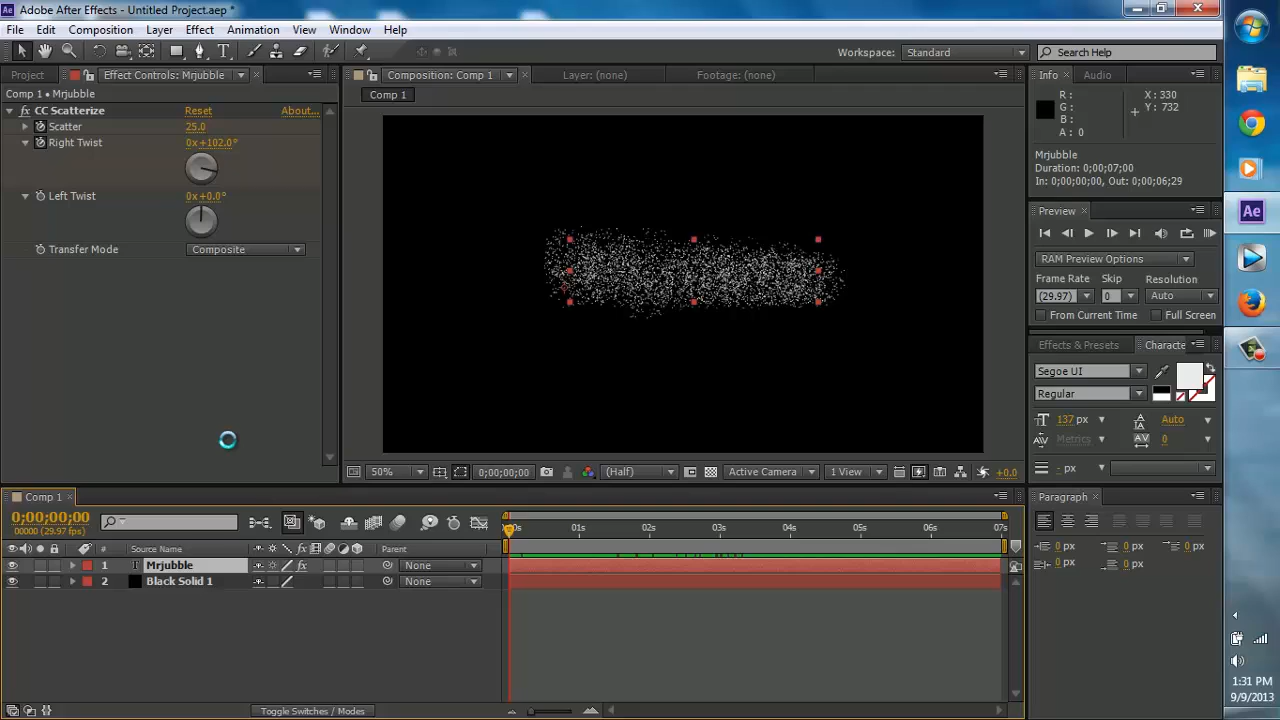 Adobe After Effects - Untitled Project.aep *
File Edit Composition Layer Effect Animation View Window Help
Workspace: Standard Search Help
Project Effect Controls: Mrjubble Composition: Comp 1 Layer: (none) Footage: (none) Info Audio
Comp 1 • Mrjubble
Comp 1
CC Scatterize Reset About...
Scatter 25.0
Right Twist 0x+102.0°
Left Twist 0x+0.0°
Transfer Mode Composite
R :
G :
B :
A : 0
X : 330
Y : 732
Mrjubble
Duration: 0;00;07;00
In: 0;00;00;00, Out: 0;00;06;29
Preview
RAM Preview Options
Frame Rate Skip Resolution
(29.97) 0 Auto
From Current Time Full Screen
Effects & Presets Characte
Segoe UI
Regular
137 px Auto
Metrics 0
- px
50% 0;00;00;00 (Half) Active Camera 1 View +0.0
Comp 1
0;00;00;00
00000 (29.97 fps)
# Source Name Parent
1 T Mrjubble fx None
2 Black Solid 1 None
0s 01s 02s 03s 04s 05s 06s 07s
Toggle Switches / Modes
Paragraph
0 px 0 px 0 px
0 px 0 px
Ae
1:31 PM
9/9/2013